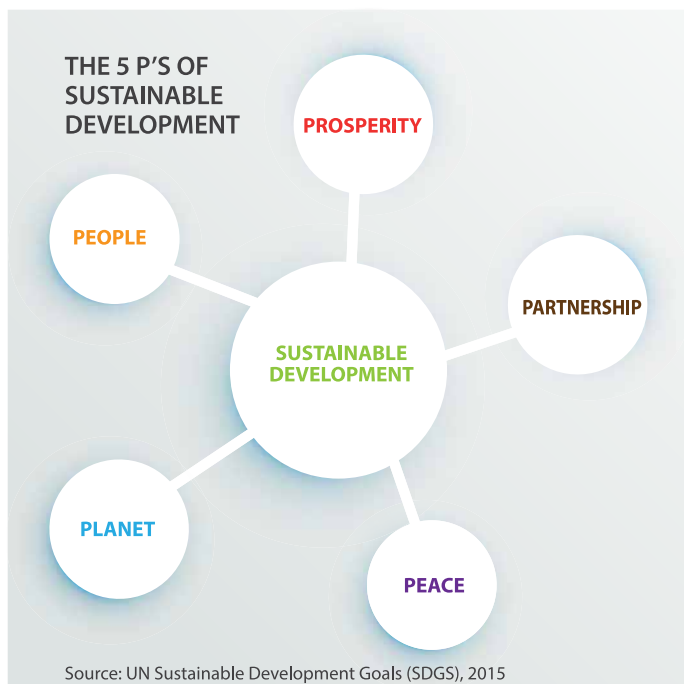 THE 5 P'S OF
SUSTAINABLE
DEVELOPMENT
PROSPERITY
PEOPLE
PARTNERSHIP
SUSTAINABLE
DEVELOPMENT
PLANET
PEACE
Source: UN Sustainable Development Goals (SDGS), 2015